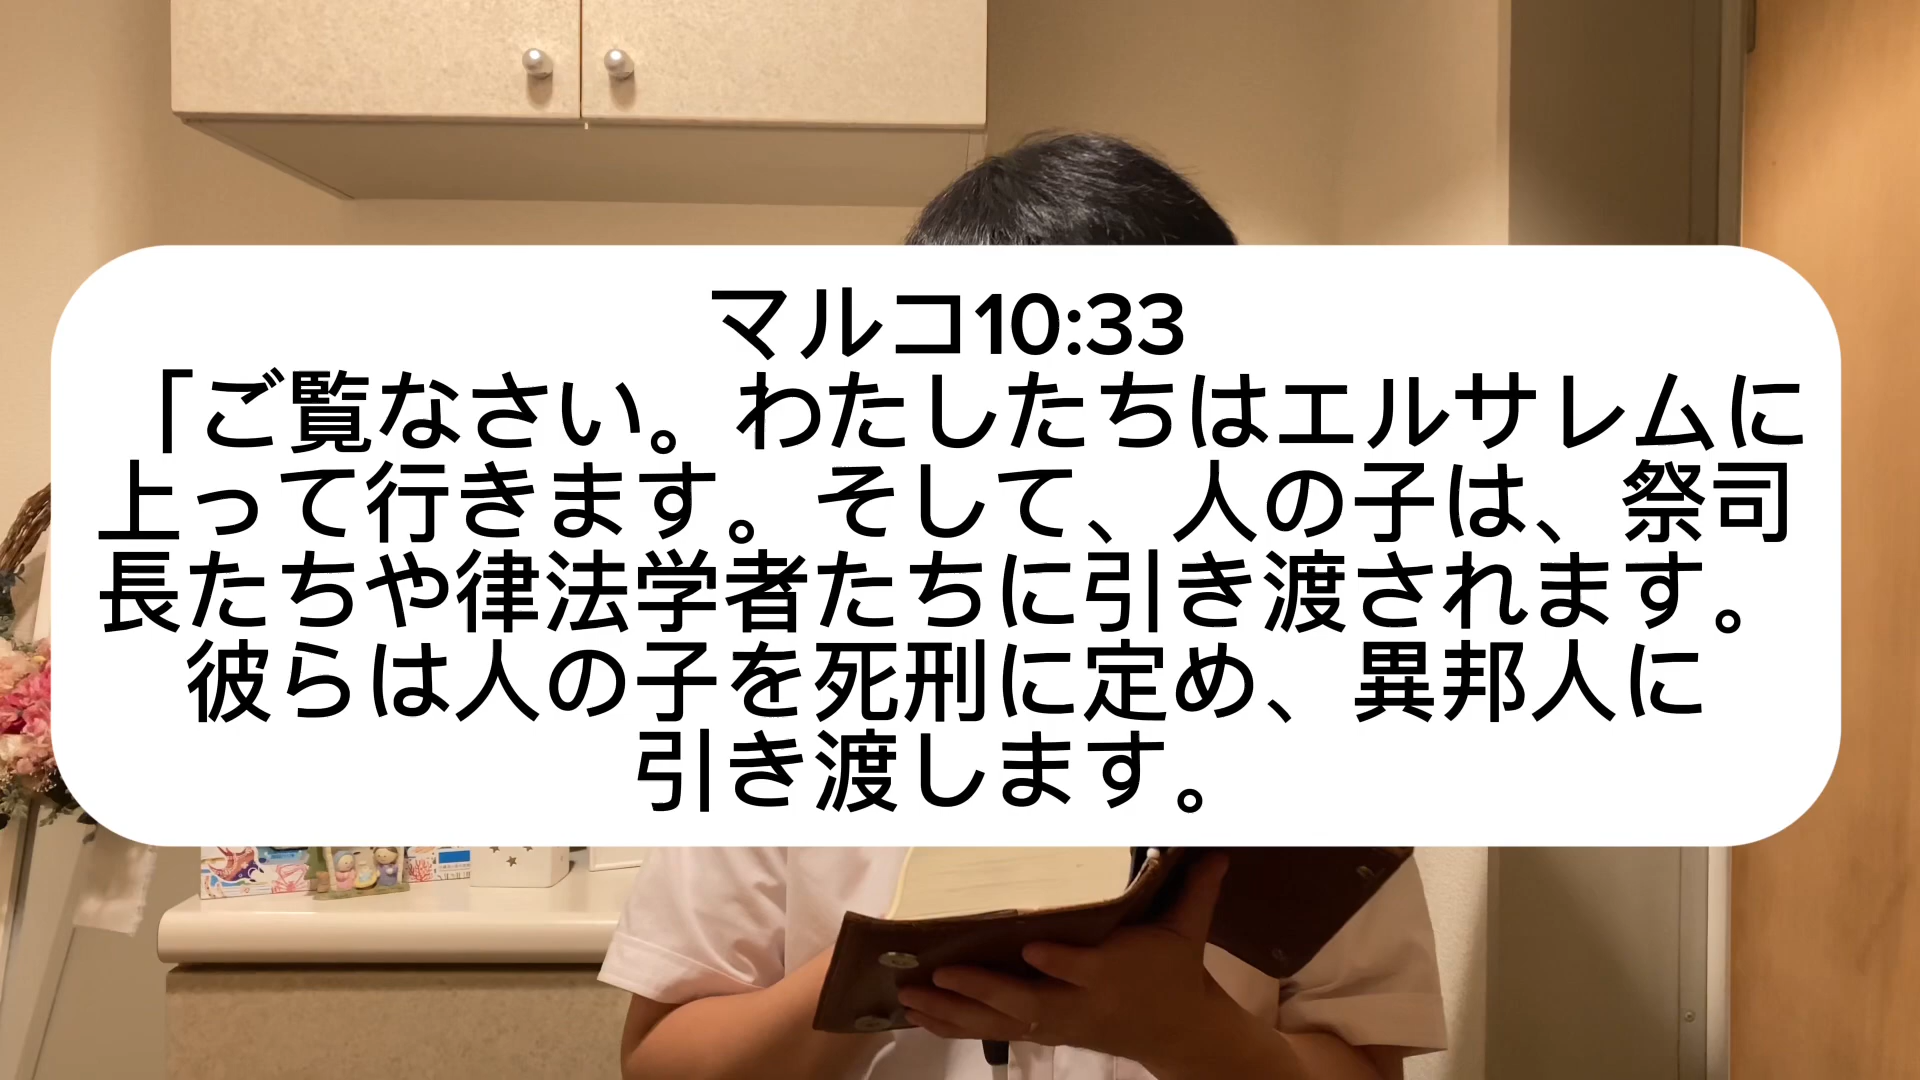 マルコ10:33
「ご覧なさい。わたしたちはエルサレムに
上って行きます。そして、人の子は、祭司
長たちや律法学者たちに引き渡されます。
彼らは人の子を死刑に定め、異邦人に
引き渡します。